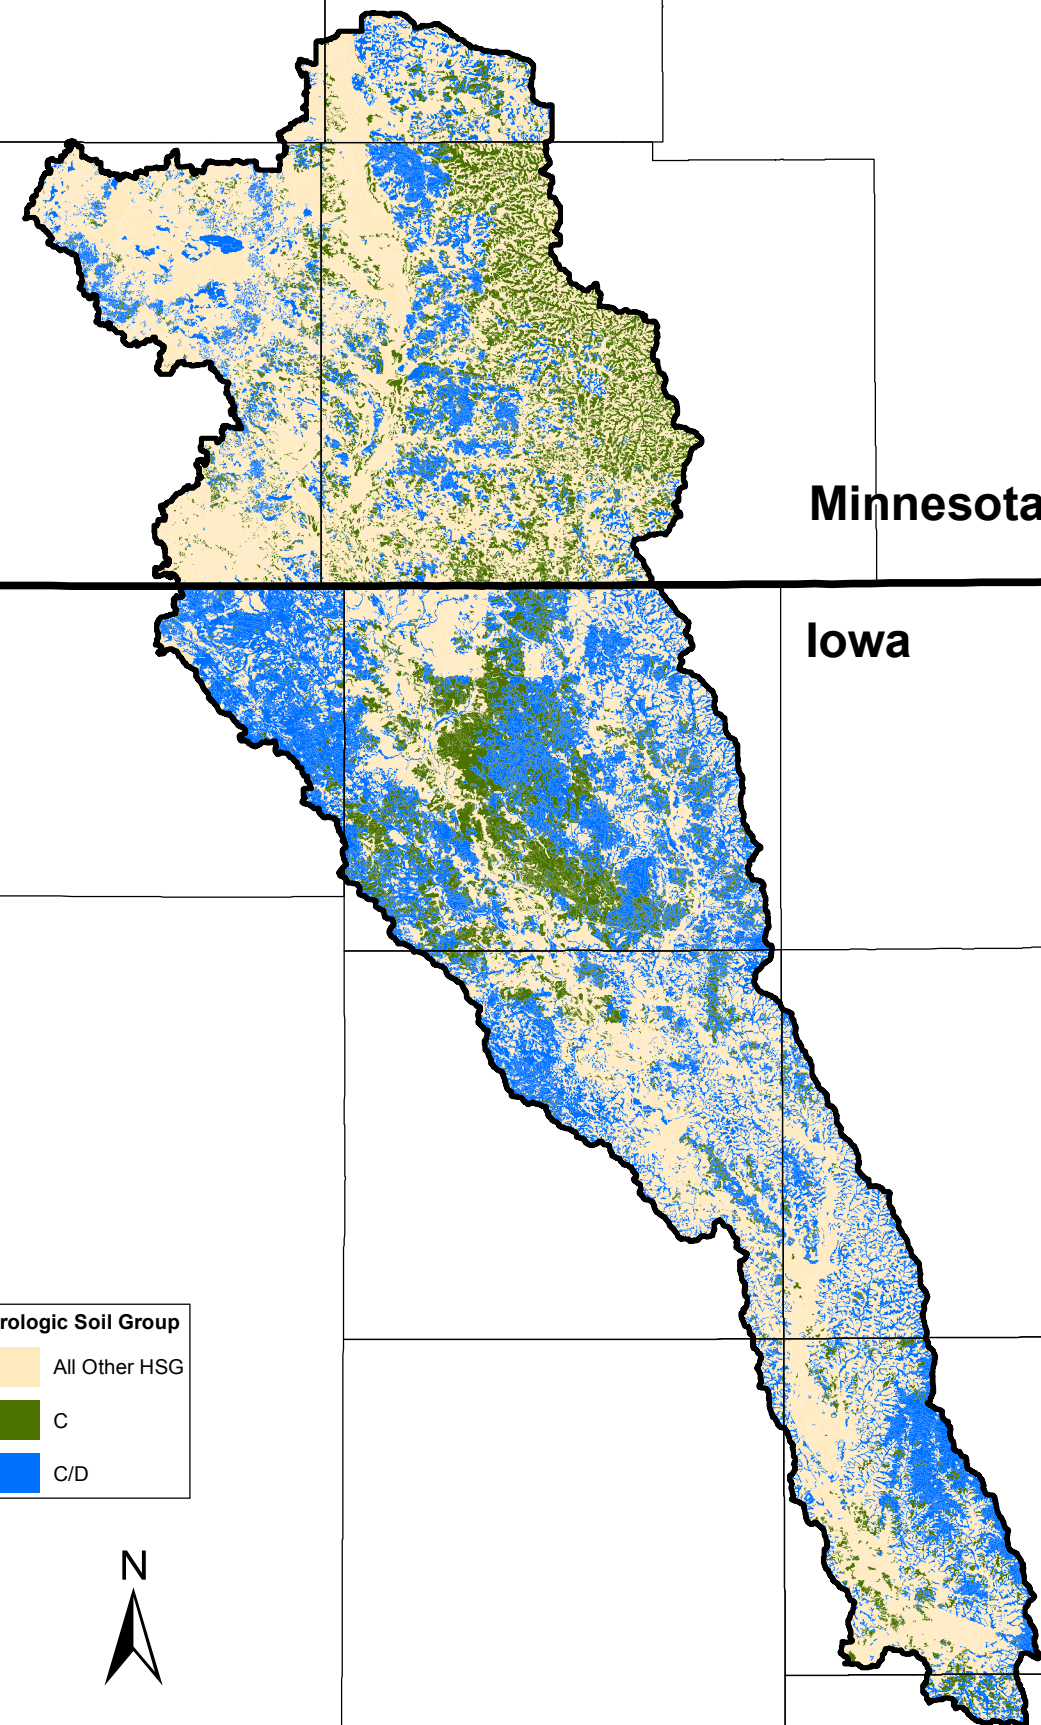 Minnesota
Iowa
rologic Soil Group
All Other HSG
C
C/D
N